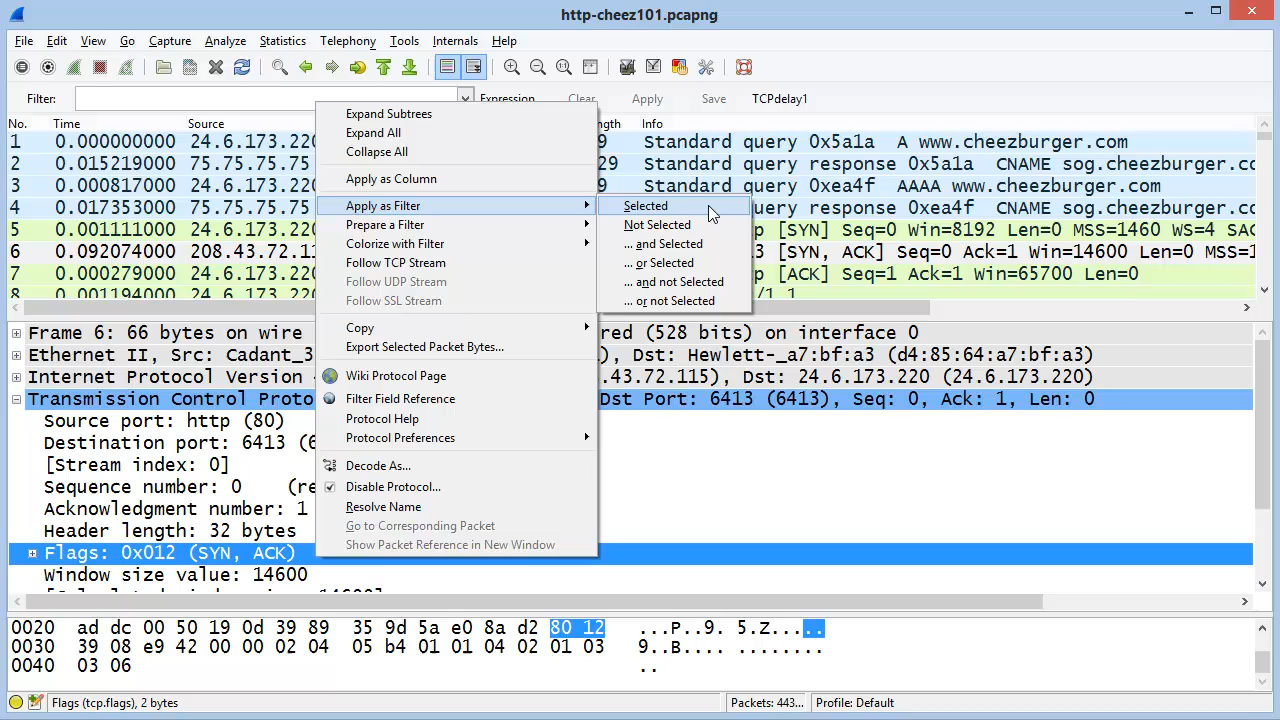 http-cheez101.pcapng
File Edit View Go Capture Analyze Statistics Telephony Tools Internals Help
Filter: Expression... Clear Apply Save TCPdelay1
No. Time Source Info
1 0.000000000 24.6.173.220 Standard query 0x5a1a A www.cheezburger.com
2 0.015219000 75.75.75.75 Standard query response 0x5a1a CNAME sog.cheezburger.com
3 0.000817000 24.6.173.220 Standard query 0xea4f AAAA www.cheezburger.com
4 0.017353000 75.75.75.75 Standard query response 0xea4f CNAME sog.cheezburger.com
5 0.001111000 24.6.173.220 [SYN] Seq=0 Win=8192 Len=0 MSS=1460 WS=4 SAC
6 0.092074000 208.43.72.11 [SYN, ACK] Seq=0 Ack=1 Win=14600 Len=0 MSS=1
7 0.000279000 24.6.173.220 [ACK] Seq=1 Ack=1 Win=65700 Len=0
8 0.001194000 24.6.173.220
Expand Subtrees
Expand All
Collapse All
Apply as Column
Apply as Filter
Prepare a Filter
Colorize with Filter
Follow TCP Stream
Follow UDP Stream
Follow SSL Stream
Copy
Export Selected Packet Bytes...
Wiki Protocol Page
Filter Field Reference
Protocol Help
Protocol Preferences
Decode As...
Disable Protocol...
Resolve Name
Go to Corresponding Packet
Show Packet Reference in New Window
Selected
Not Selected
... and Selected
... or Selected
... and not Selected
... or not Selected
Frame 6: 66 bytes on wire red (528 bits) on interface 0
Ethernet II, Src: Cadant_3 ), Dst: Hewlett-_a7:bf:a3 (d4:85:64:a7:bf:a3)
Internet Protocol Version .43.72.115), Dst: 24.6.173.220 (24.6.173.220)
Transmission Control Proto Dst Port: 6413 (6413), Seq: 0, Ack: 1, Len: 0
Source port: http (80)
Destination port: 6413 (6
[Stream index: 0]
Sequence number: 0 (re
Acknowledgment number: 1
Header length: 32 bytes
Flags: 0x012 (SYN, ACK)
Window size value: 14600
0020 ad dc 00 50 19 0d 39 89 35 9d 5a e0 8a d2 80 12 ...P..9. 5.Z.....
0030 39 08 e9 42 00 00 02 04 05 b4 01 01 04 02 01 03 9..B.... ........
0040 03 06 ..
Flags (tcp.flags), 2 bytes Packets: 443... Profile: Default